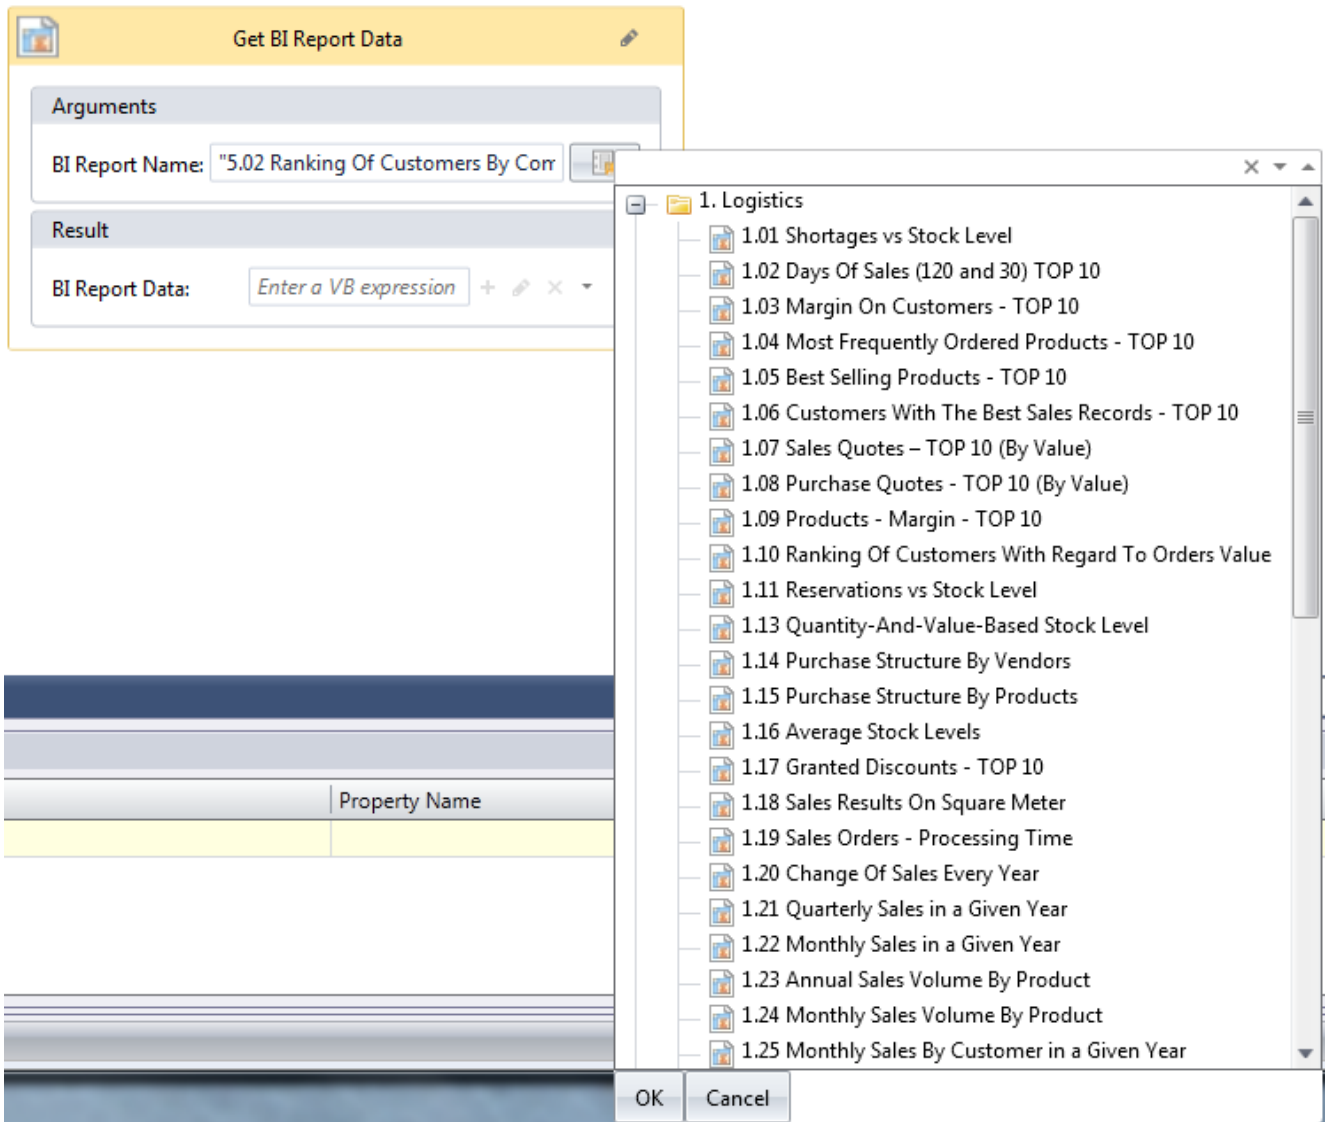 Get BI Report Data
Arguments
BI Report Name: "5.02 Ranking Of Customers By Com
Result
BI Report Data: Enter a VB expression
1. Logistics
1.01 Shortages vs Stock Level
1.02 Days Of Sales (120 and 30) TOP 10
1.03 Margin On Customers - TOP 10
1.04 Most Frequently Ordered Products - TOP 10
1.05 Best Selling Products - TOP 10
1.06 Customers With The Best Sales Records - TOP 10
1.07 Sales Quotes – TOP 10 (By Value)
1.08 Purchase Quotes - TOP 10 (By Value)
1.09 Products - Margin - TOP 10
1.10 Ranking Of Customers With Regard To Orders Value
1.11 Reservations vs Stock Level
1.13 Quantity-And-Value-Based Stock Level
1.14 Purchase Structure By Vendors
1.15 Purchase Structure By Products
1.16 Average Stock Levels
1.17 Granted Discounts - TOP 10
1.18 Sales Results On Square Meter
1.19 Sales Orders - Processing Time
1.20 Change Of Sales Every Year
1.21 Quarterly Sales in a Given Year
1.22 Monthly Sales in a Given Year
1.23 Annual Sales Volume By Product
1.24 Monthly Sales Volume By Product
1.25 Monthly Sales By Customer in a Given Year
Property Name
OK Cancel